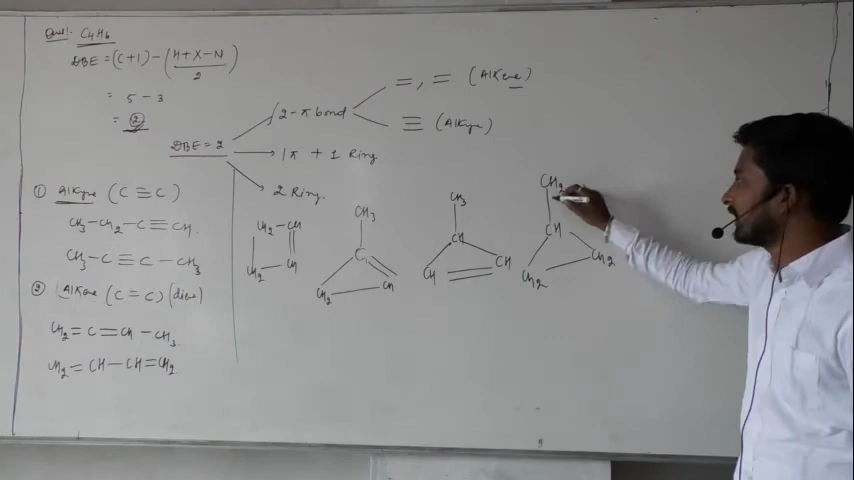 Ques1. C4H6
DBE = (C+1) - (H+X-N / 2)
= 5 - 3
= 2
DBE = 2
2-π bond
=, = (Alkene)
≡ (Alkyne)
1π + 1 Ring
2 Ring.
① Alkyne (C≡C)
CH3-CH2-C≡CH
CH3-C≡C-CH3
② Alkene (C=C) (diene)
CH2=C=CH-CH3
CH2=CH-CH=CH2
CH2-CH
CH2-CH
CH3
C
CH2 CH
CH3
CH
CH CH
CH2
CH
CH2 CH2